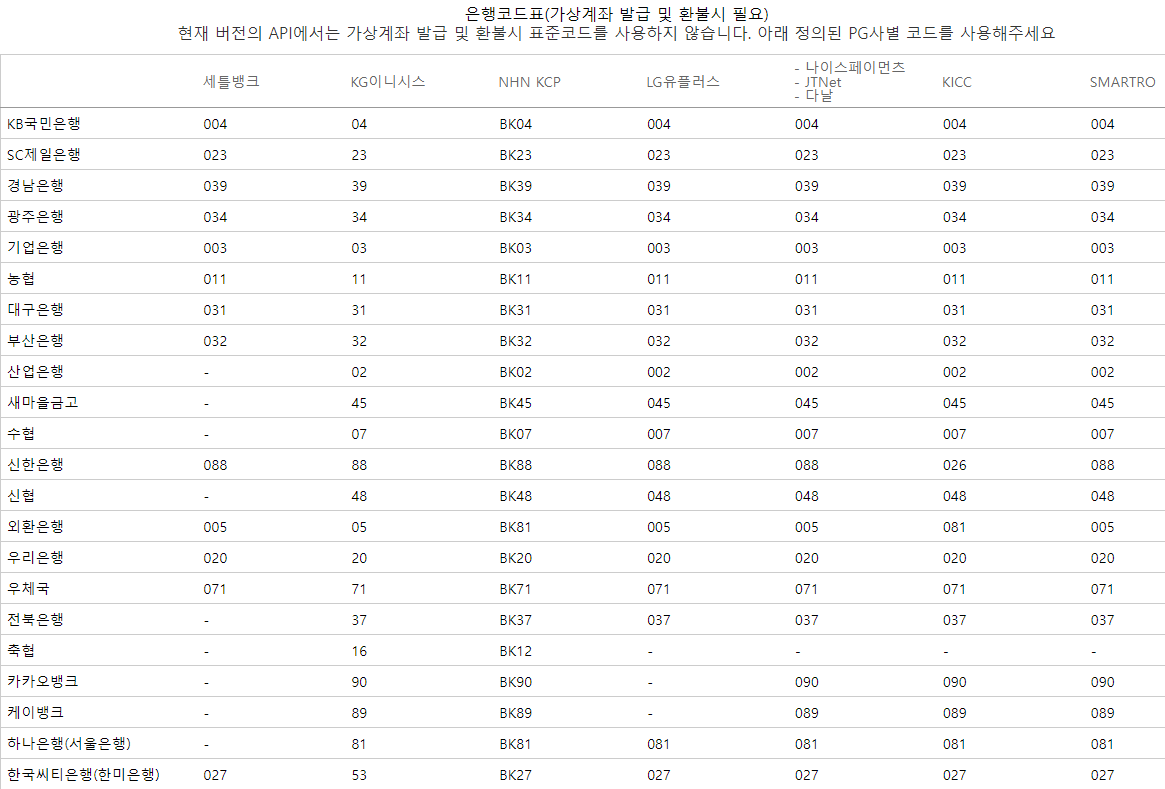 은행코드표(가상계좌 발급 및 환불시 필요)
현재 버전의 API에서는 가상계좌 발급 및 환불시 표준코드를 사용하지 않습니다. 아래 정의된 PG사별 코드를 사용해주세요
세틀뱅크 KG이니시스 NHN KCP LG유플러스 - 나이스페이먼츠
- JTNet
- 다날 KICC SMARTRO
KB국민은행 004 04 BK04 004 004 004 004
SC제일은행 023 23 BK23 023 023 023 023
경남은행 039 39 BK39 039 039 039 039
광주은행 034 34 BK34 034 034 034 034
기업은행 003 03 BK03 003 003 003 003
농협 011 11 BK11 011 011 011 011
대구은행 031 31 BK31 031 031 031 031
부산은행 032 32 BK32 032 032 032 032
산업은행 - 02 BK02 002 002 002 002
새마을금고 - 45 BK45 045 045 045 045
수협 - 07 BK07 007 007 007 007
신한은행 088 88 BK88 088 088 026 088
신협 - 48 BK48 048 048 048 048
외환은행 005 05 BK81 005 005 081 005
우리은행 020 20 BK20 020 020 020 020
우체국 071 71 BK71 071 071 071 071
전북은행 - 37 BK37 037 037 037 037
축협 - 16 BK12 - - - -
카카오뱅크 - 90 BK90 - 090 090 090
케이뱅크 - 89 BK89 - 089 089 089
하나은행(서울은행) - 81 BK81 081 081 081 081
한국씨티은행(한미은행) 027 53 BK27 027 027 027 027